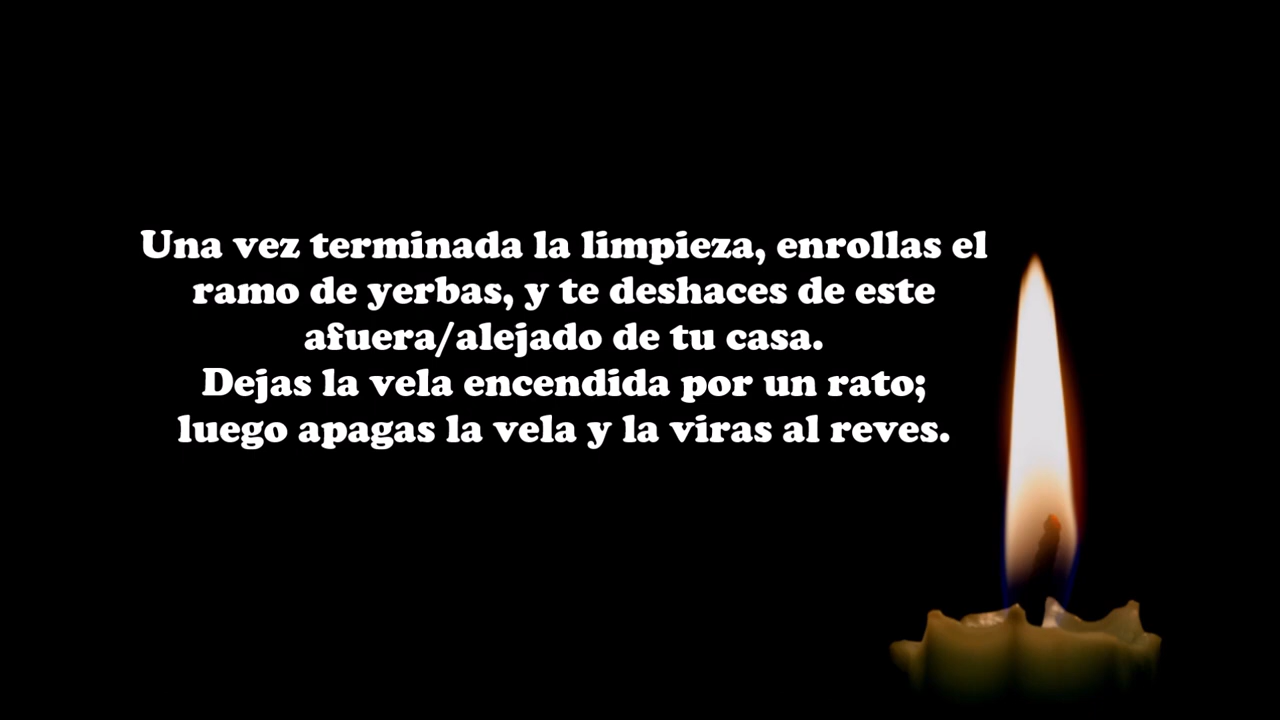 Una vez terminada la limpieza, enrollas el
ramo de yerbas, y te deshaces de este
afuera/alejado de tu casa.
Dejas la vela encendida por un rato;
luego apagas la vela y la viras al reves.